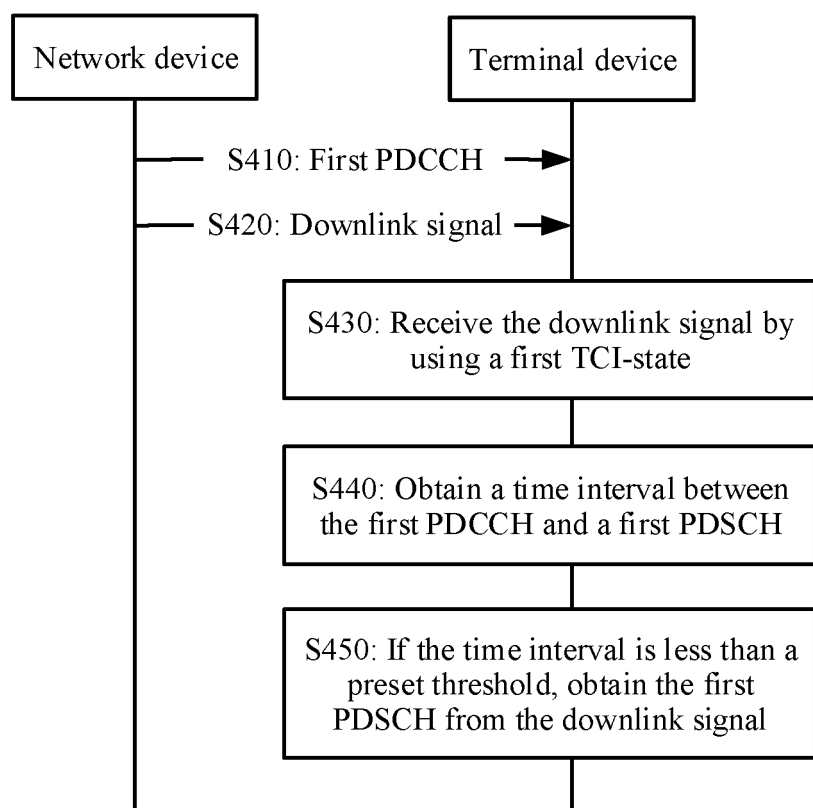 Network device
Terminal device
S410: First PDCCH
S420: Downlink signal
S430: Receive the downlink signal by
using a first TCI-state
S440: Obtain a time interval between
the first PDCCH and a first PDSCH
S450: If the time interval is less than a
preset threshold, obtain the first
PDSCH from the downlink signal